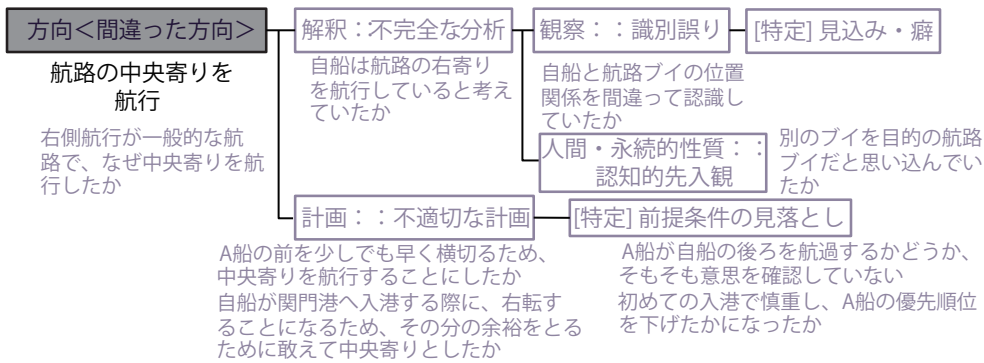 方向＜間違った方向＞
航路の中央寄りを
航行
右側航行が一般的な航
路で、なぜ中央寄りを航
行したか
解釈：不完全な分析
自船は航路の右寄り
を航行していると考え
ていたか
観察：：識別誤り
自船と航路ブイの位置
関係を間違って認識し
ていたか
[特定] 見込み・癖
人間・永続的性質：：
認知的先入観
別のブイを目的の航路
ブイだと思い込んでい
たか
計画：：不適切な計画
A船の前を少しでも早く横切るため、
中央寄りを航行することにしたか
自船が関門港へ入港する際に、右転す
ることになるため、その分の余裕をとる
ために敢えて中央寄りとしたか
[特定] 前提条件の見落とし
A船が自船の後ろを航過するかどうか、
そもそも意思を確認していない
初めての入港で慎重し、A船の優先順位
を下げたかになったか